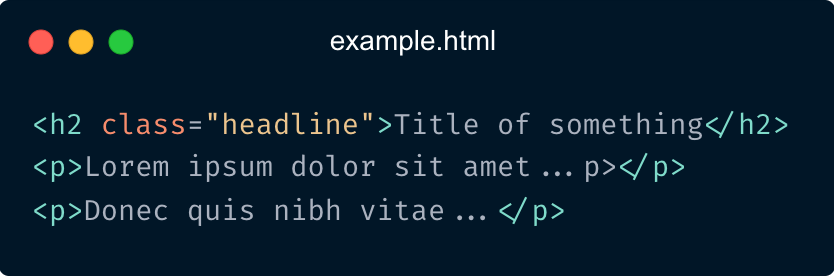 example.html
<h2 class="headline">Title of something</h2>
<p>Lorem ipsum dolor sit amet...p></p>
<p>Donec quis nibh vitae...</p>